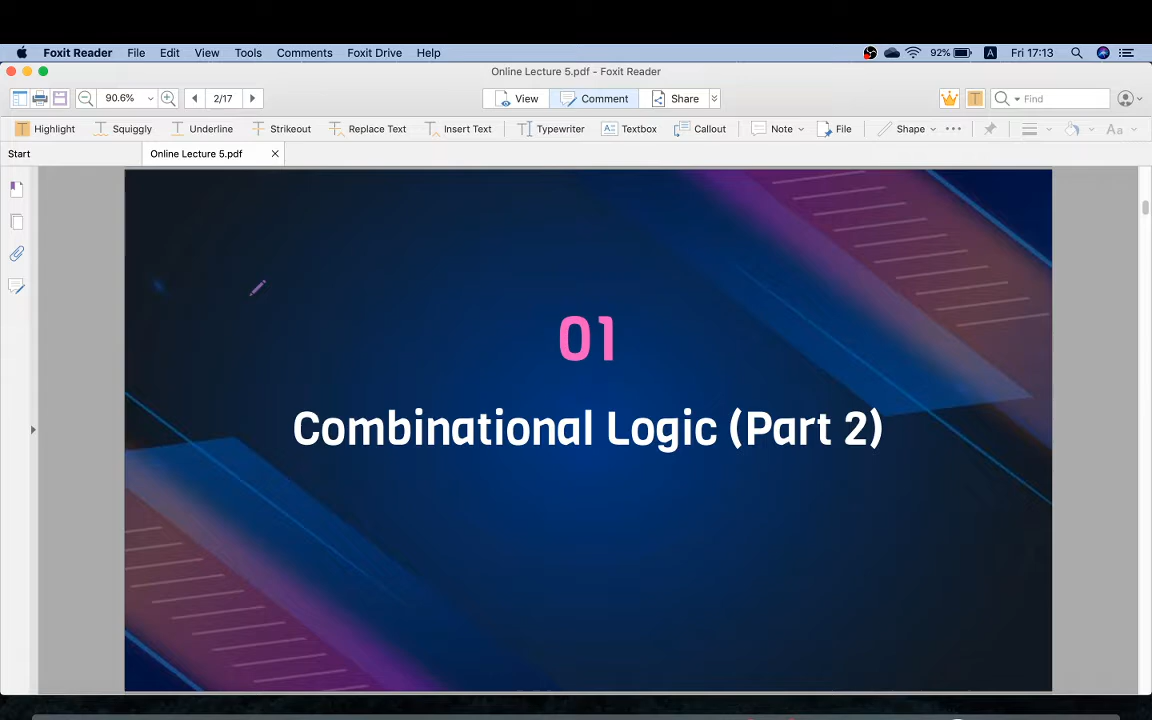 Foxit Reader File Edit View Tools Comments Foxit Drive Help 92% A Fri 17:13
Online Lecture 5.pdf - Foxit Reader
90.6% 2/17 View Comment Share T Find
T Highlight T Squiggly T Underline T Strikeout T Replace Text T Insert Text T Typewriter A Textbox Callout Note File Shape Aa
Start Online Lecture 5.pdf
01
Combinational Logic (Part 2)